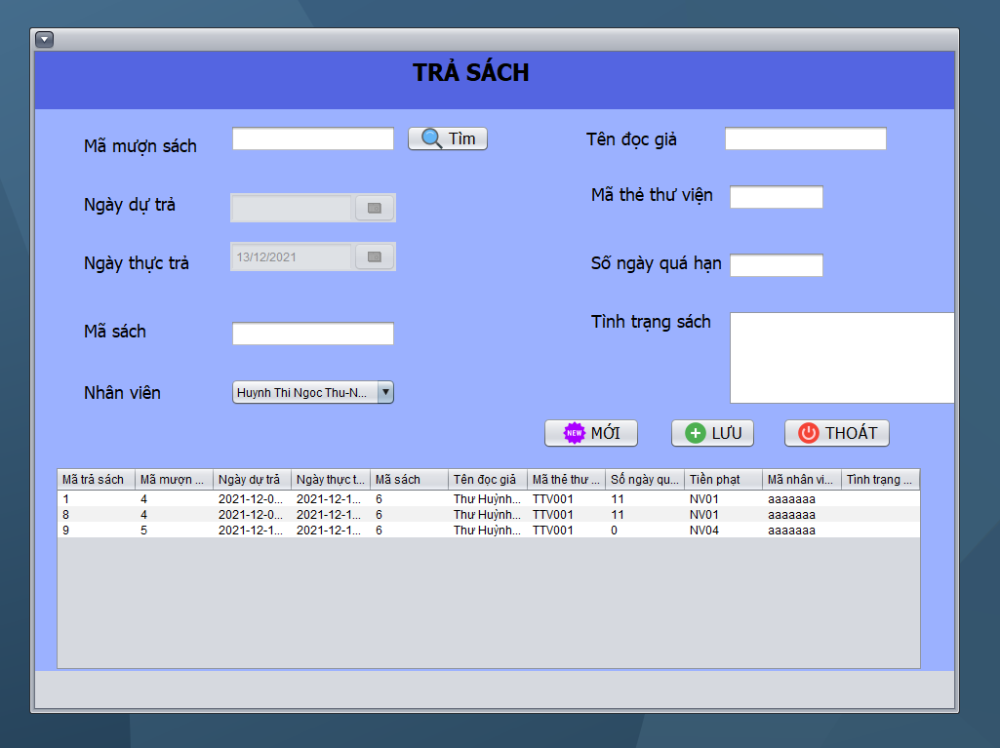 TRẢ SÁCH
Mã mượn sách
Tìm
Tên đọc giả
Ngày dự trả
Mã thẻ thư viện
Ngày thực trả
13/12/2021
Số ngày quá hạn
Mã sách
Tình trạng sách
Nhân viên
Huynh Thi Ngoc Thu-N...
NEW MỚI
LƯU
THOÁT
Mã trả sách Mã mượn ... Ngày dự trả Ngày thực t... Mã sách Tên đọc giả Mã thẻ thư ... Số ngày qu... Tiền phạt Mã nhân vi... Tình trạng ...
1 4 2021-12-0... 2021-12-1... 6 Thư Huỳnh... TTV001 11 NV01 aaaaaaa
8 4 2021-12-0... 2021-12-1... 6 Thư Huỳnh... TTV001 11 NV01 aaaaaaa
9 5 2021-12-1... 2021-12-1... 6 Thư Huỳnh... TTV001 0 NV04 aaaaaaa